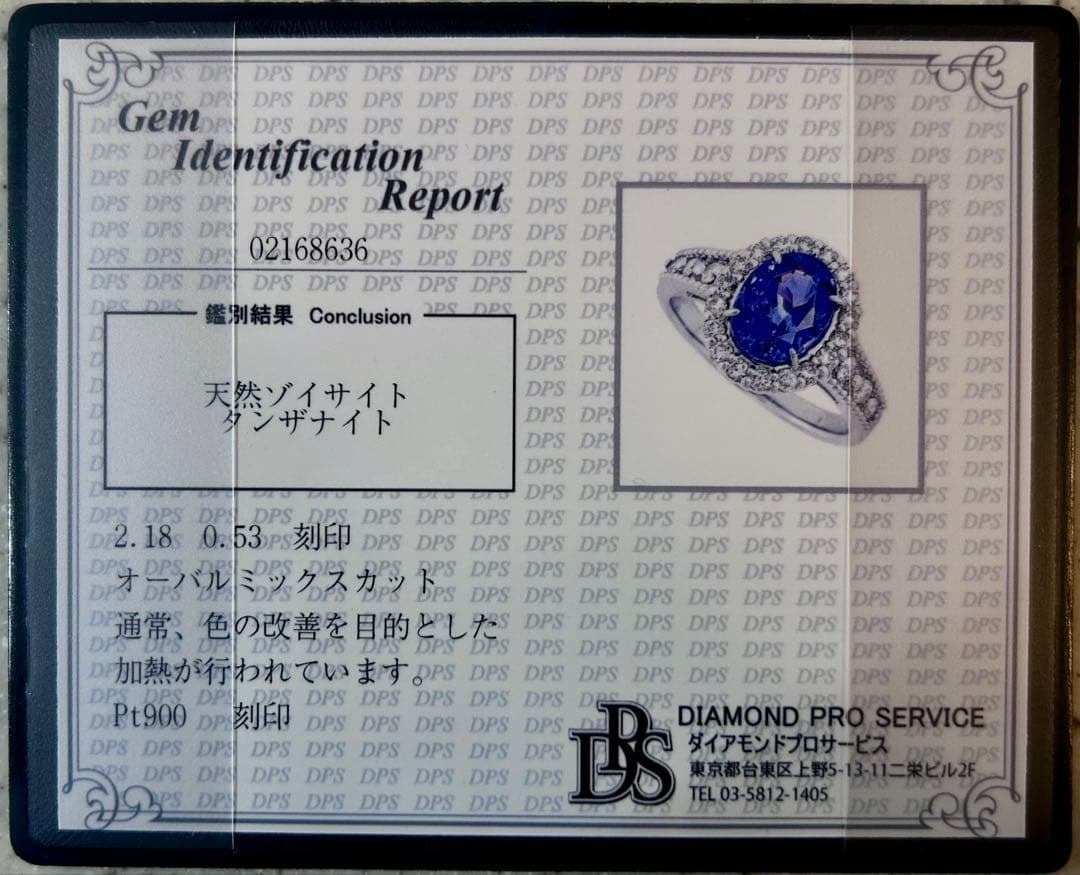 Gem
Identification
Report
02168636
鑑別結果 Conclusion
天然ゾイサイト
タンザナイト
2.18 0.53 刻印
オーバルミックスカット
通常、色の改善を目的とした
加熱が行われています。
Pt900 刻印
DPS
DIAMOND PRO SERVICE
ダイアモンドプロサービス
東京都台東区上野5-13-11二栄ビル2F
TEL 03-5812-1405